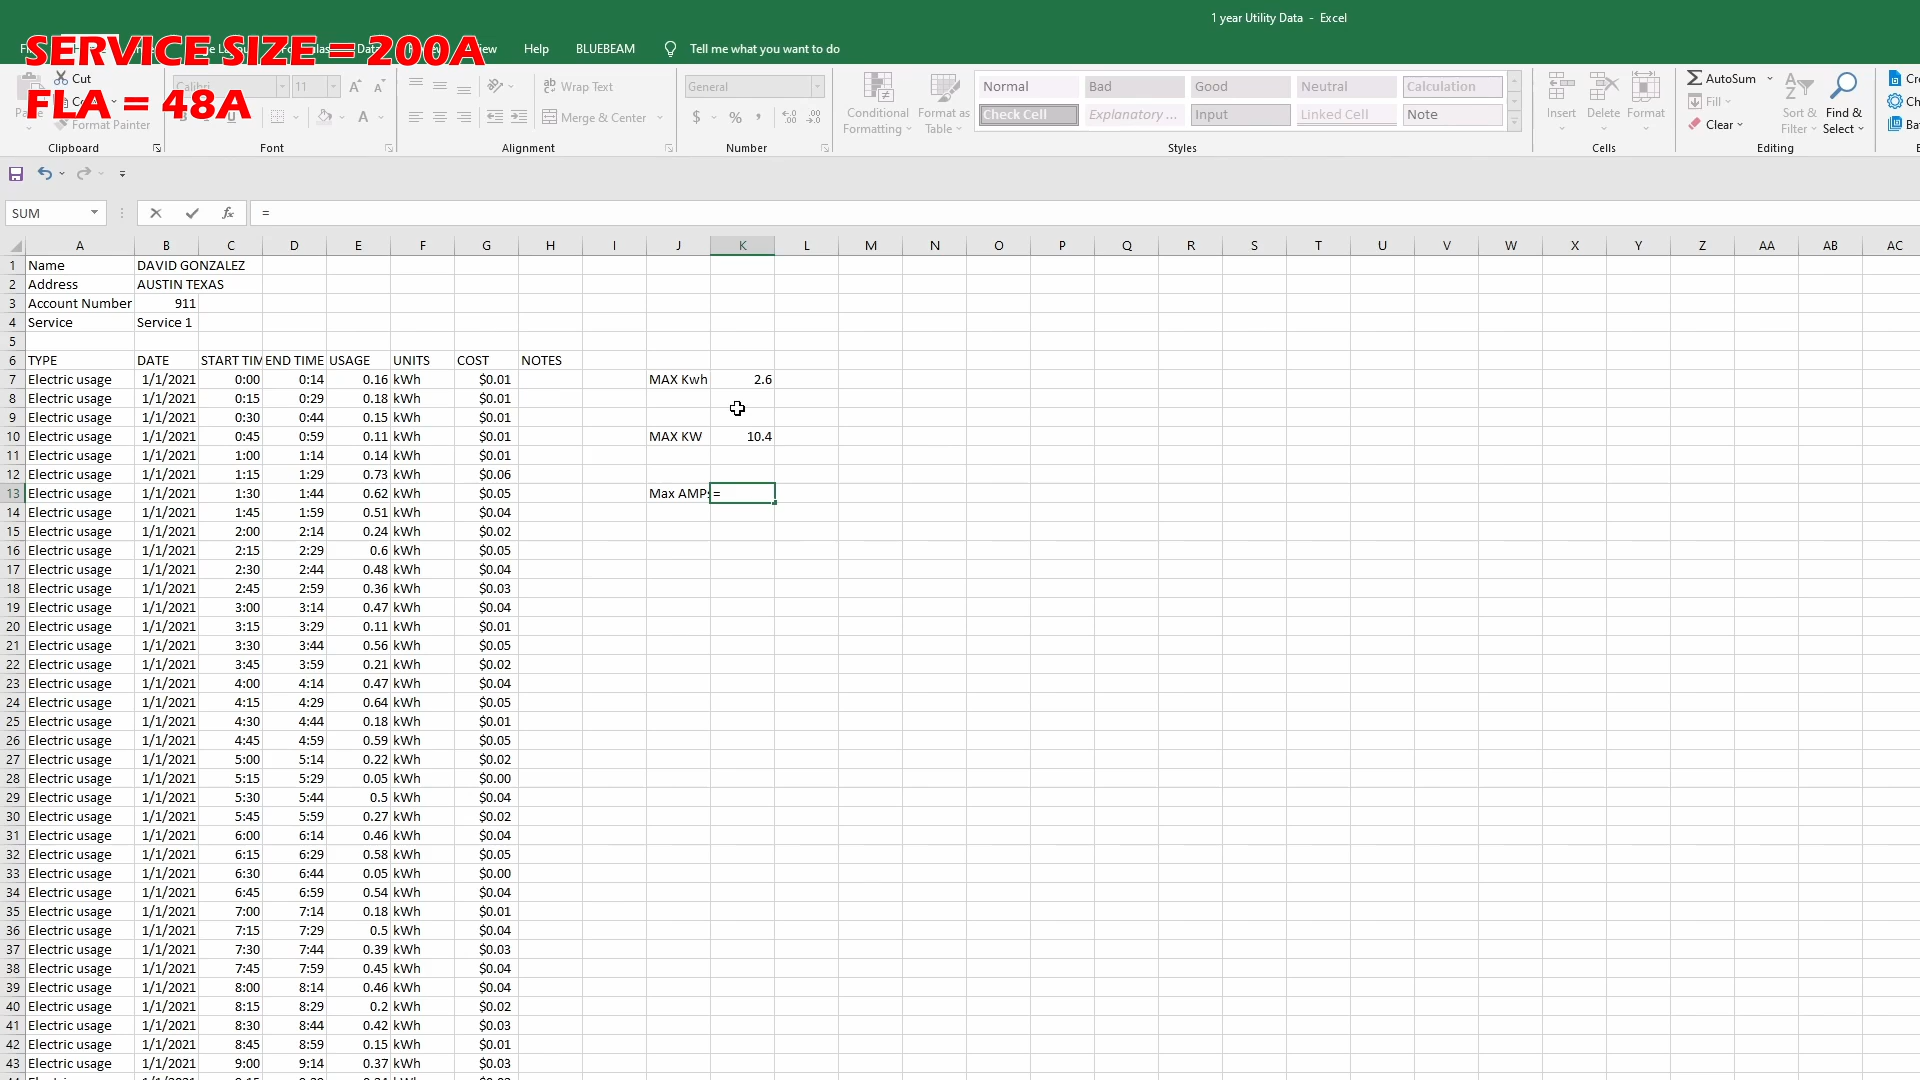 1 year Utility Data - Excel
SERVICE SIZE = 200A
Help BLUEBEAM Tell me what you want to do
FLA = 48A
Cut
Format Painter
Calibri 11
Wrap Text
Merge & Center
General
$ %
Conditional Formatting
Format as Table
Normal Bad Good Neutral Calculation
Check Cell Explanatory ... Input Linked Cell Note
Insert Delete Format
AutoSum
Fill
Clear
Sort & Filter
Find & Select
Clipboard Font Alignment Number Styles Cells Editing
SUM fx =
A B C D E F G H I J K L M N O P Q R S T U V W X Y Z AA AB AC
1 Name DAVID GONZALEZ
2 Address AUSTIN TEXAS
3 Account Number 911
4 Service Service 1
5
6 TYPE DATE START TIM END TIME USAGE UNITS COST NOTES
7 Electric usage 1/1/2021 0:00 0:14 0.16 kWh $0.01 MAX Kwh 2.6
8 Electric usage 1/1/2021 0:15 0:29 0.18 kWh $0.01
9 Electric usage 1/1/2021 0:30 0:44 0.15 kWh $0.01
10 Electric usage 1/1/2021 0:45 0:59 0.11 kWh $0.01 MAX KW 10.4
11 Electric usage 1/1/2021 1:00 1:14 0.14 kWh $0.01
12 Electric usage 1/1/2021 1:15 1:29 0.73 kWh $0.06
13 Electric usage 1/1/2021 1:30 1:44 0.62 kWh $0.05 Max AMPs =
14 Electric usage 1/1/2021 1:45 1:59 0.51 kWh $0.04
15 Electric usage 1/1/2021 2:00 2:14 0.24 kWh $0.02
16 Electric usage 1/1/2021 2:15 2:29 0.6 kWh $0.05
17 Electric usage 1/1/2021 2:30 2:44 0.48 kWh $0.04
18 Electric usage 1/1/2021 2:45 2:59 0.36 kWh $0.03
19 Electric usage 1/1/2021 3:00 3:14 0.47 kWh $0.04
20 Electric usage 1/1/2021 3:15 3:29 0.11 kWh $0.01
21 Electric usage 1/1/2021 3:30 3:44 0.56 kWh $0.05
22 Electric usage 1/1/2021 3:45 3:59 0.21 kWh $0.02
23 Electric usage 1/1/2021 4:00 4:14 0.47 kWh $0.04
24 Electric usage 1/1/2021 4:15 4:29 0.64 kWh $0.05
25 Electric usage 1/1/2021 4:30 4:44 0.18 kWh $0.01
26 Electric usage 1/1/2021 4:45 4:59 0.59 kWh $0.05
27 Electric usage 1/1/2021 5:00 5:14 0.22 kWh $0.02
28 Electric usage 1/1/2021 5:15 5:29 0.05 kWh $0.00
29 Electric usage 1/1/2021 5:30 5:44 0.5 kWh $0.04
30 Electric usage 1/1/2021 5:45 5:59 0.27 kWh $0.02
31 Electric usage 1/1/2021 6:00 6:14 0.46 kWh $0.04
32 Electric usage 1/1/2021 6:15 6:29 0.58 kWh $0.05
33 Electric usage 1/1/2021 6:30 6:44 0.05 kWh $0.00
34 Electric usage 1/1/2021 6:45 6:59 0.54 kWh $0.04
35 Electric usage 1/1/2021 7:00 7:14 0.18 kWh $0.01
36 Electric usage 1/1/2021 7:15 7:29 0.5 kWh $0.04
37 Electric usage 1/1/2021 7:30 7:44 0.39 kWh $0.03
38 Electric usage 1/1/2021 7:45 7:59 0.45 kWh $0.04
39 Electric usage 1/1/2021 8:00 8:14 0.46 kWh $0.04
40 Electric usage 1/1/2021 8:15 8:29 0.2 kWh $0.02
41 Electric usage 1/1/2021 8:30 8:44 0.42 kWh $0.03
42 Electric usage 1/1/2021 8:45 8:59 0.15 kWh $0.01
43 Electric usage 1/1/2021 9:00 9:14 0.37 kWh $0.03